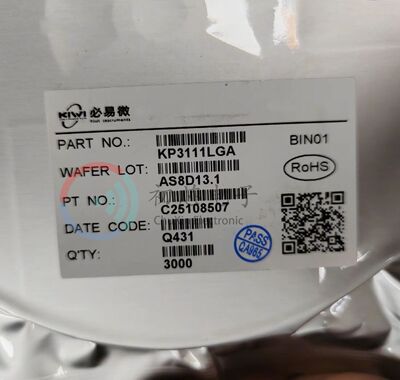 KIWI 必易微
PART NO.: KP3111LGA BIN01
WAFER LOT: AS8D13.1 RoHS
PT NO.: C25108507
DATE CODE: Q431
Q'TY: 3000
PASS
QA985